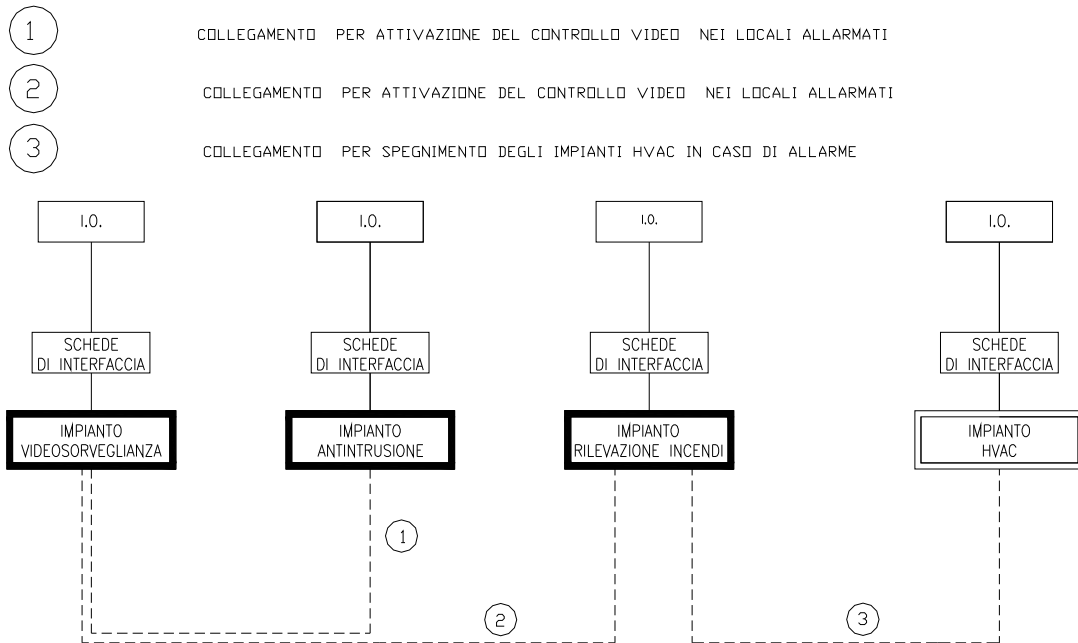 1 COLLEGAMENTO PER ATTIVAZIONE DEL CONTROLLO VIDEO NEI LOCALI ALLARMATI
2 COLLEGAMENTO PER ATTIVAZIONE DEL CONTROLLO VIDEO NEI LOCALI ALLARMATI
3 COLLEGAMENTO PER SPEGNIMENTO DEGLI IMPIANTI HVAC IN CASO DI ALLARME
I.O.
I.O.
I.O.
I.O.
SCHEDE
DI INTERFACCIA
SCHEDE
DI INTERFACCIA
SCHEDE
DI INTERFACCIA
SCHEDE
DI INTERFACCIA
IMPIANTO
VIDEOSORVEGLIANZA
IMPIANTO
ANTINTRUSIONE
IMPIANTO
RILEVAZIONE INCENDI
IMPIANTO
HVAC
1
2
3